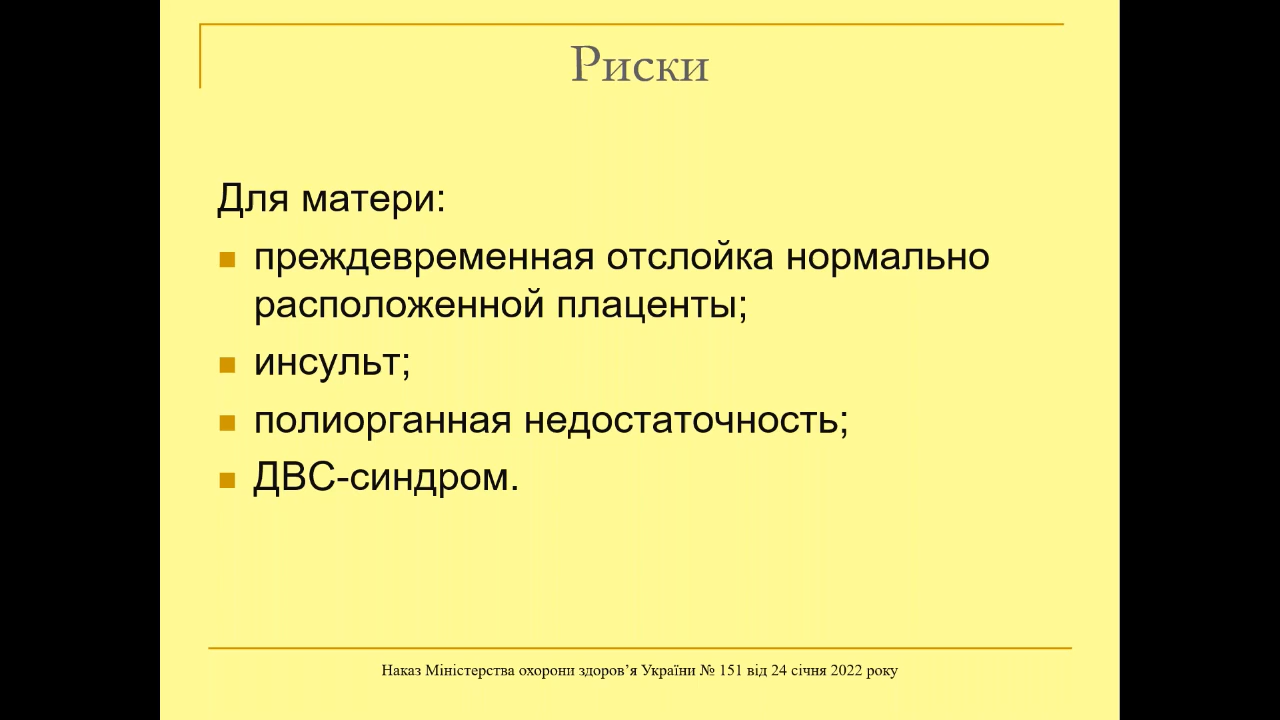 Риски
Для матери:
преждевременная отслойка нормально
расположенной плаценты;
инсульт;
полиорганная недостаточность;
ДВС-синдром.
Наказ Міністерства охорони здоров’я України № 151 від 24 січня 2022 року